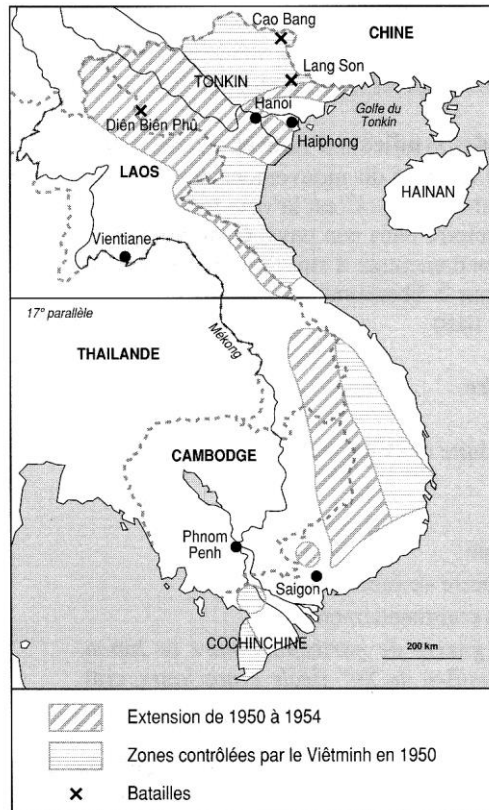 Cao Bang
CHINE
TONKIN
Lang Son
Hanoi
Golfe du
Tonkin
Diên Biên Phû
Haiphong
LAOS
HAINAN
Vientiane
17° parallèle
Mékong
THAILANDE
CAMBODGE
Phnom
Penh
Saigon
COCHINCHINE
200 km
Extension de 1950 à 1954
Zones contrôlées par le Viêtminh en 1950
Batailles